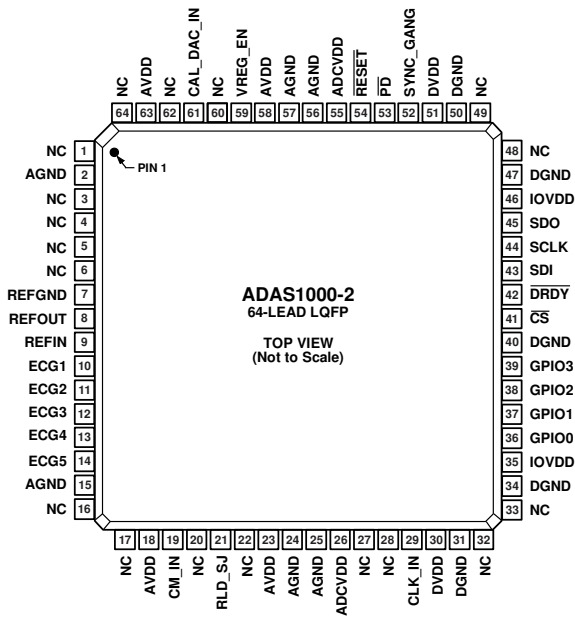 NC AVDD NC CAL_DAC_IN NC VREG_EN AVDD AGND AGND ADCVDD RESET PD SYNC_GANG DVDD DGND NC
64 63 62 61 60 59 58 57 56 55 54 53 52 51 50 49
NC 1
AGND 2
NC 3
NC 4
NC 5
NC 6
REFGND 7
REFOUT 8
REFIN 9
ECG1 10
ECG2 11
ECG3 12
ECG4 13
ECG5 14
AGND 15
NC 16
PIN 1
ADAS1000-2
64-LEAD LQFP
TOP VIEW
(Not to Scale)
48 NC
47 DGND
46 IOVDD
45 SDO
44 SCLK
43 SDI
42 DRDY
41 CS
40 DGND
39 GPIO3
38 GPIO2
37 GPIO1
36 GPIO0
35 IOVDD
34 DGND
33 NC
17 18 19 20 21 22 23 24 25 26 27 28 29 30 31 32
NC AVDD CM_IN NC RLD_SJ NC AVDD AGND AGND ADCVDD NC NC CLK_IN DVDD DGND NC